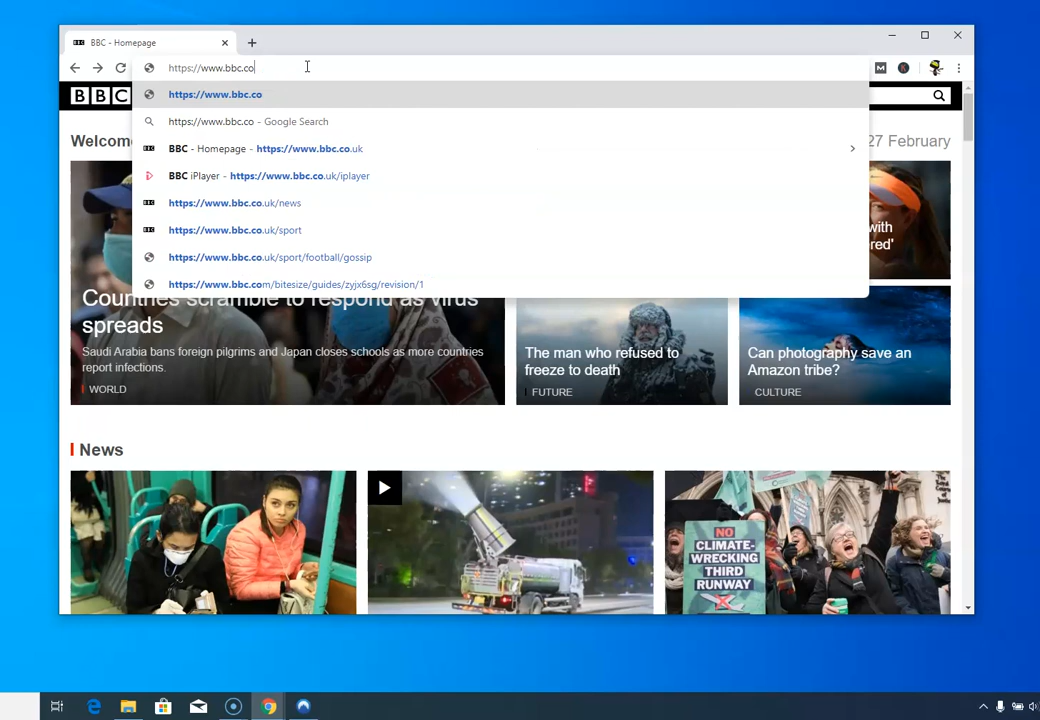 BBC - Homepage
https://www.bbc.co
BBC
https://www.bbc.co
https://www.bbc.co - Google Search
BBC - Homepage - https://www.bbc.co.uk
BBC iPlayer - https://www.bbc.co.uk/iplayer
https://www.bbc.co.uk/news
https://www.bbc.co.uk/sport
https://www.bbc.co.uk/sport/football/gossip
https://www.bbc.com/bitesize/guides/zyjx6sg/revision/1
27 February
with
Countries scramble to respond as virus
spreads
Saudi Arabia bans foreign pilgrims and Japan closes schools as more countries
report infections.
WORLD
The man who refused to
freeze to death
FUTURE
Can photography save an
Amazon tribe?
CULTURE
News
NO
CLIMATE-
WRECKING
THIRD
RUNWAY